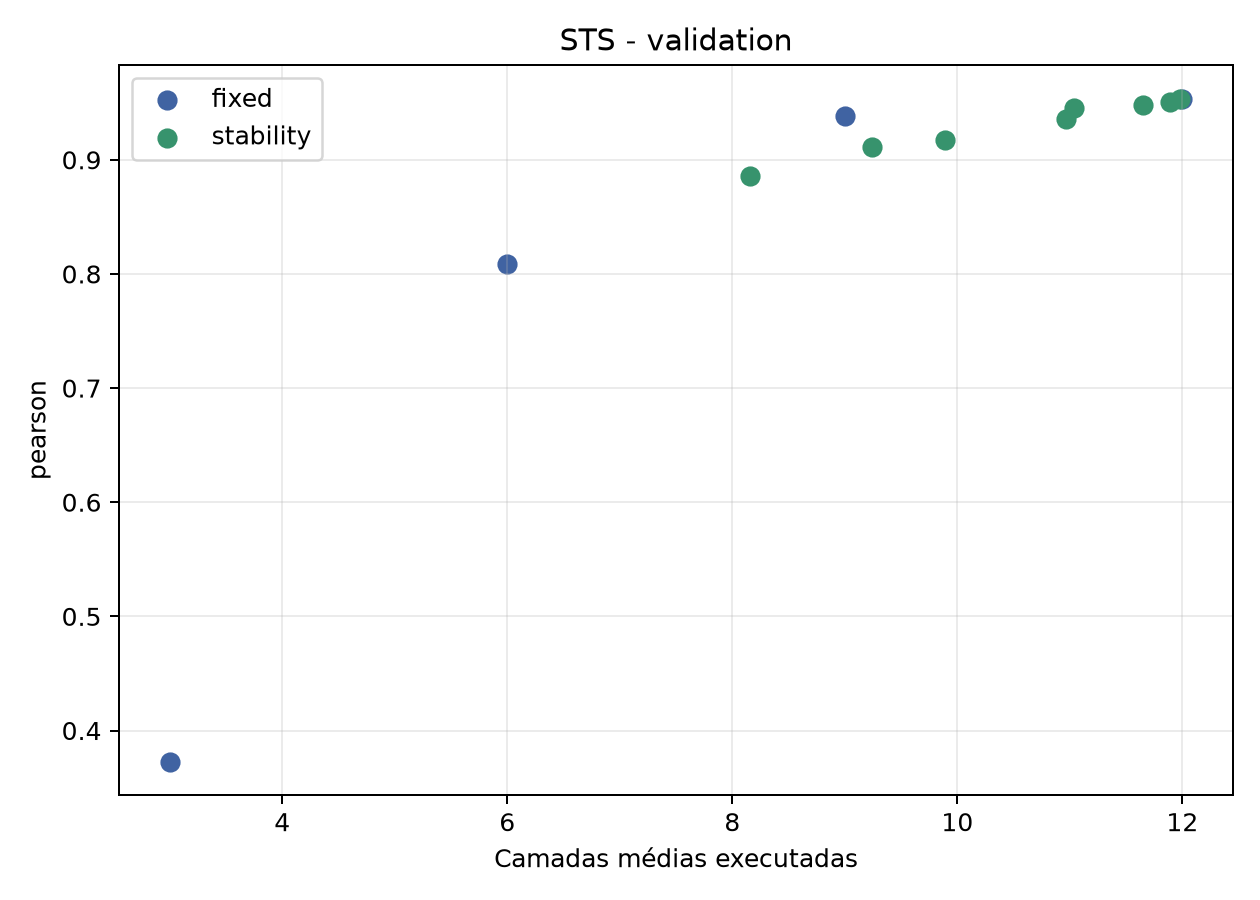 STS - validation
fixed
stability
pearson
0.9
0.8
0.7
0.6
0.5
0.4
4 6 8 10 12
Camadas médias executadas